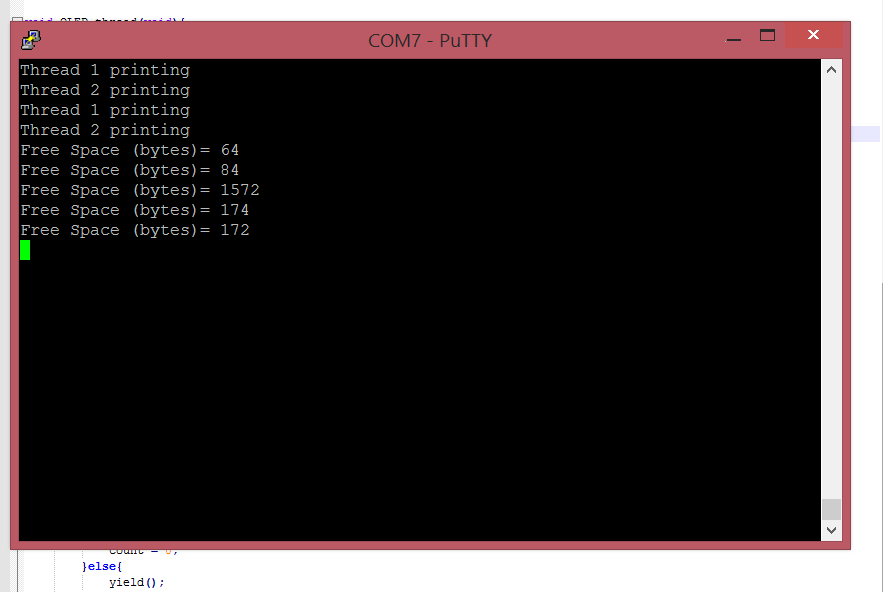 void OLED_thread(void){
COM7 - PuTTY
Thread 1 printing
Thread 2 printing
Thread 1 printing
Thread 2 printing
Free Space (bytes)= 64
Free Space (bytes)= 84
Free Space (bytes)= 1572
Free Space (bytes)= 174
Free Space (bytes)= 172
count = 0;
}else{
yield();